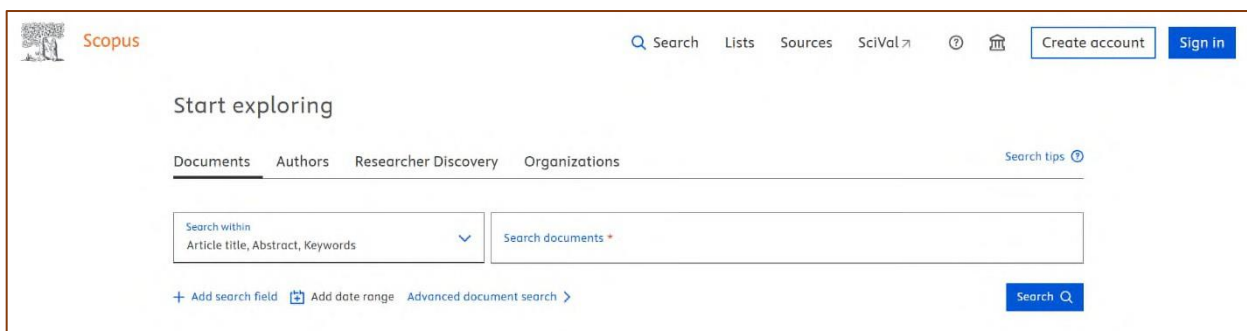 Scopus Search Lists Sources SciVal Create account Sign in
Start exploring
Documents Authors Researcher Discovery Organizations Search tips
Search within
Article title, Abstract, Keywords
Search documents *
+ Add search field Add date range Advanced document search >
Search